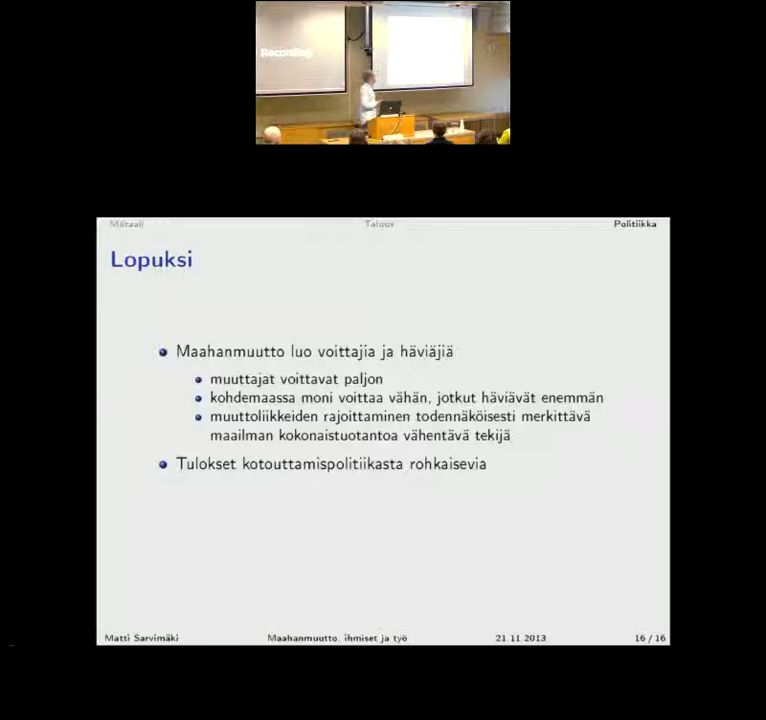 Recording
Moraali Talous Politiikka
Lopuksi
Maahanmuutto luo voittajia ja häviäjiä
muuttajat voittavat paljon
kohdemaassa moni voittaa vähän, jotkut häviävät enemmän
muuttoliikkeiden rajoittaminen todennäköisesti merkittävä
maailman kokonaistuotantoa vähentävä tekijä
Tulokset kotouttamispolitiikasta rohkaisevia
Matti Sarvimäki Maahanmuutto, ihmiset ja työ 21.11.2013 16 / 16